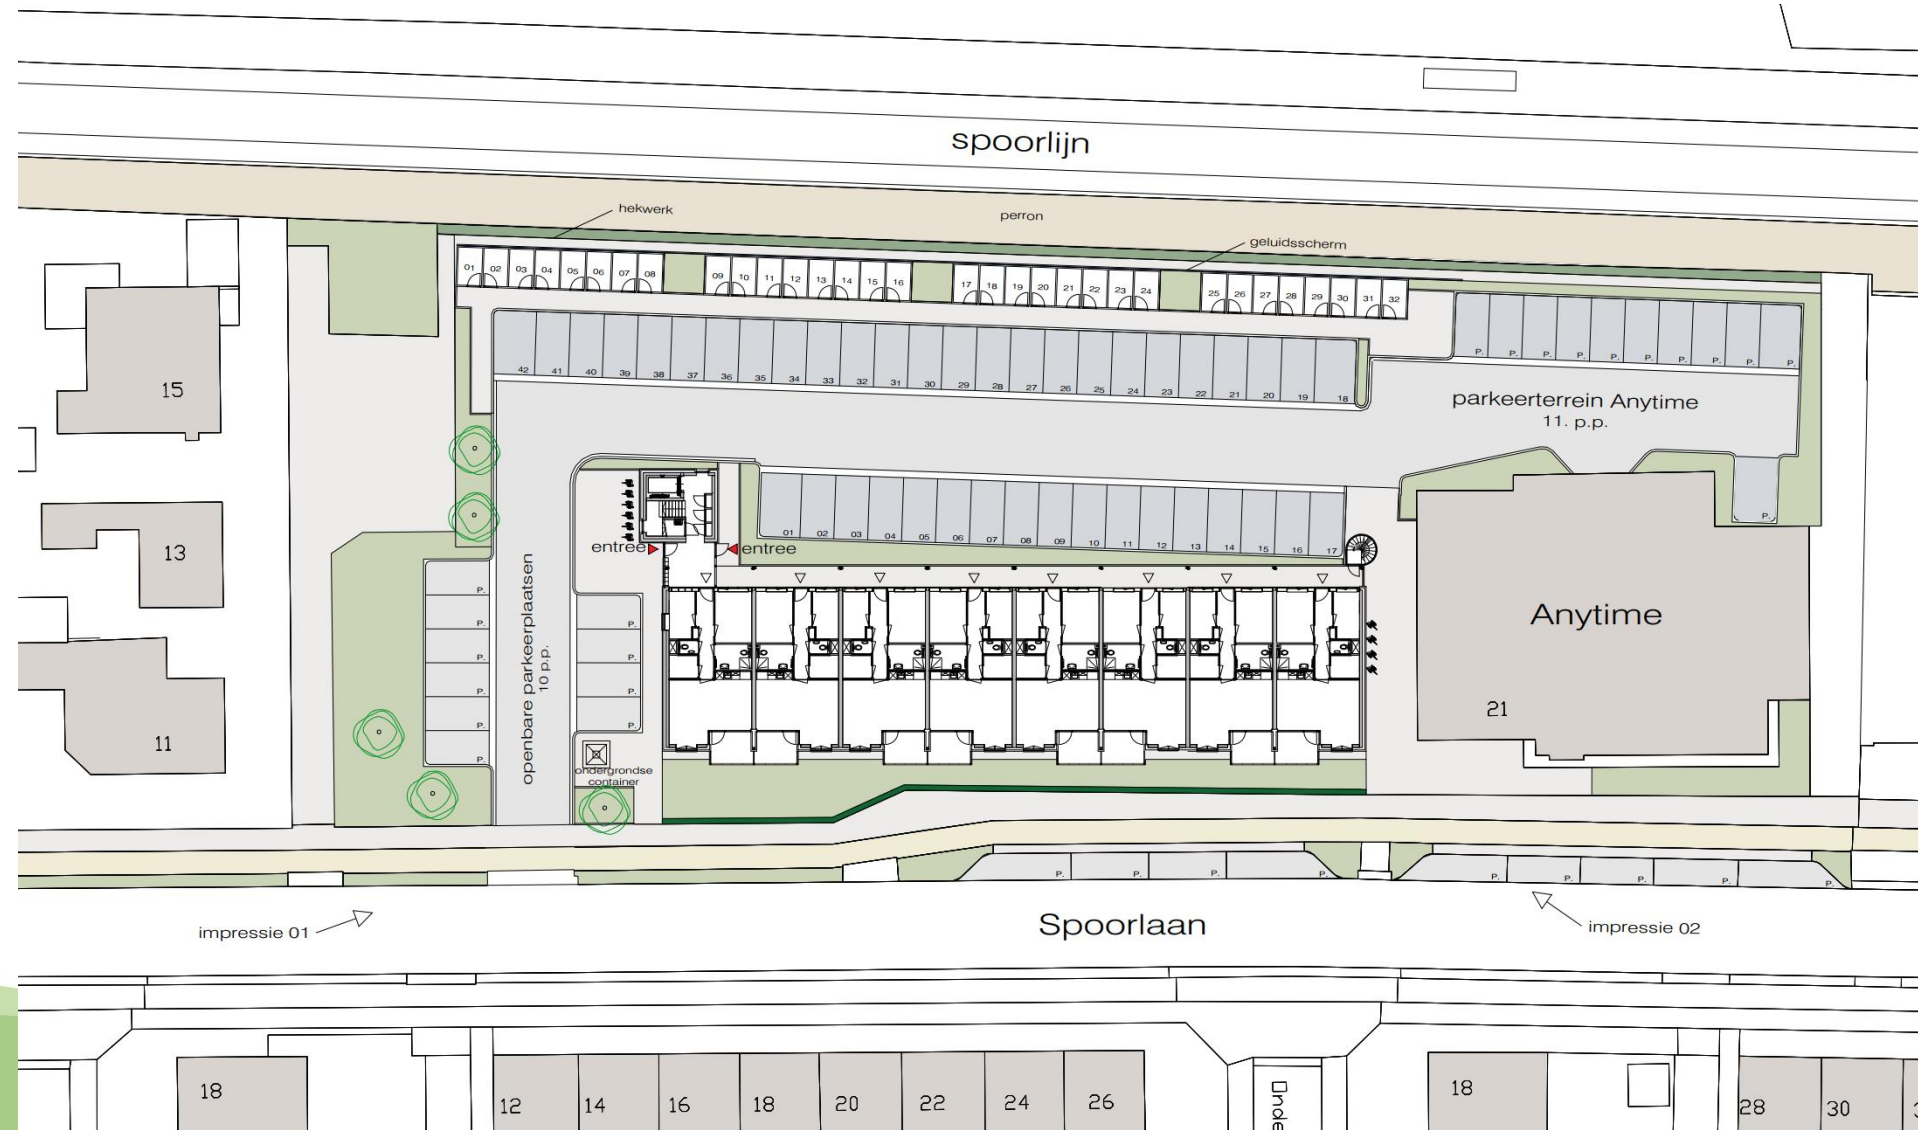 spoorlijn
hekwerk
perron
geluidsscherm
01 02 03 04 05 06 07 08
09 10 11 12 13 14 15 16
17 18 19 20 21 22 23 24
25 26 27 28 29 30 31 32
42 41 40 39 38 37 36 35 34 33 32 31 30 29 28 27 26 25 24 23 22 21 20 19 18
P. P. P. P. P. P. P. P. P. P.
parkeerterrein Anytime
11. p.p.
P.
01 02 03 04 05 06 07 08 09 10 11 12 13 14 15 16 17
entree
entree
15
13
11
openbare parkeerplaatsen
10 p.p.
P.
P.
P.
P.
P.
P.
P.
P.
P.
P.
ondergrondse
container
Anytime
21
P. P. P. P.
P. P. P. P. P.
impressie 01
Spoorlaan
impressie 02
18
12 14 16 18 20 22 24 26
Onde
18
28 30